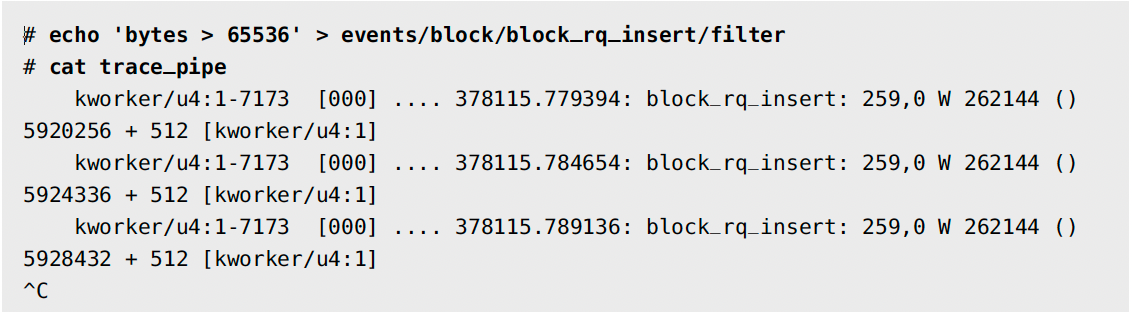 # echo 'bytes > 65536' > events/block/block_rq_insert/filter
# cat trace_pipe
    kworker/u4:1-7173  [000] .... 378115.779394: block_rq_insert: 259,0 W 262144 ()
5920256 + 512 [kworker/u4:1]
    kworker/u4:1-7173  [000] .... 378115.784654: block_rq_insert: 259,0 W 262144 ()
5924336 + 512 [kworker/u4:1]
    kworker/u4:1-7173  [000] .... 378115.789136: block_rq_insert: 259,0 W 262144 ()
5928432 + 512 [kworker/u4:1]
^C